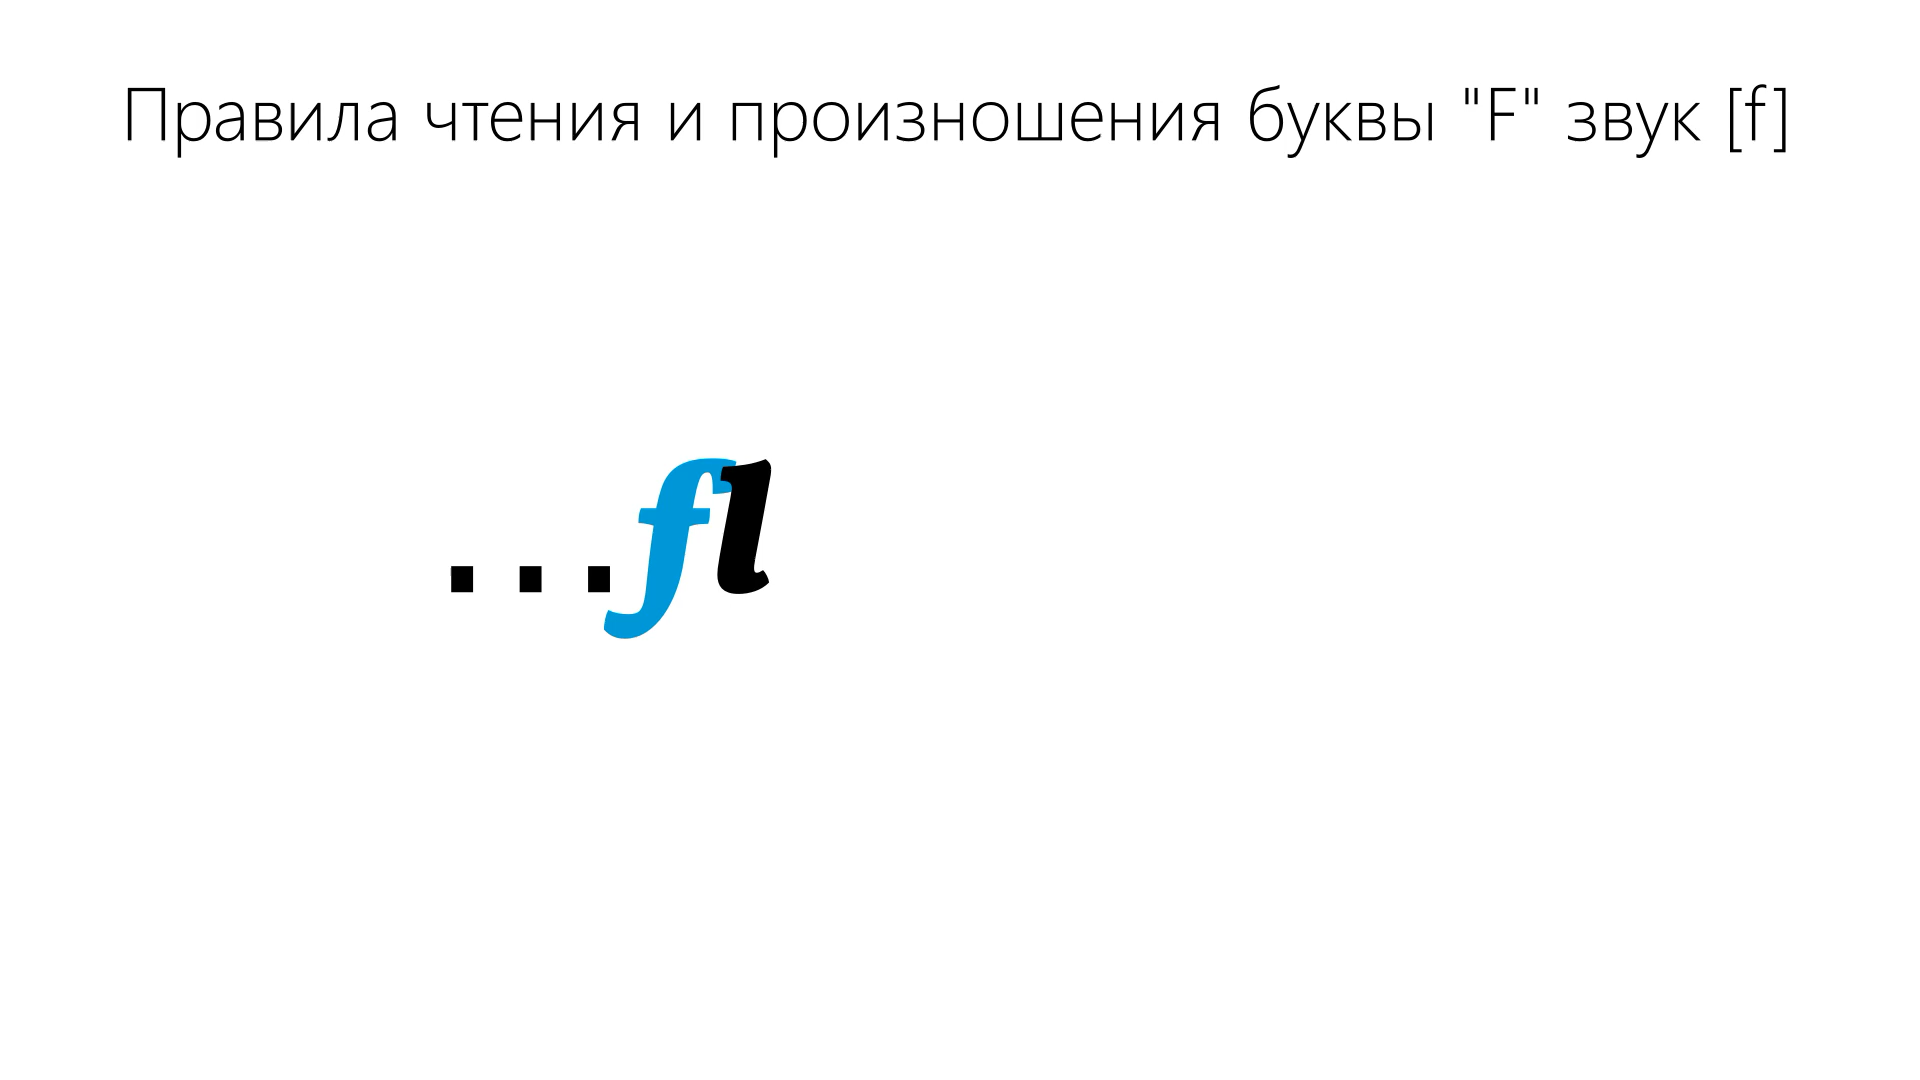 Правила чтения и произношения буквы "F" звук [f]
...fl